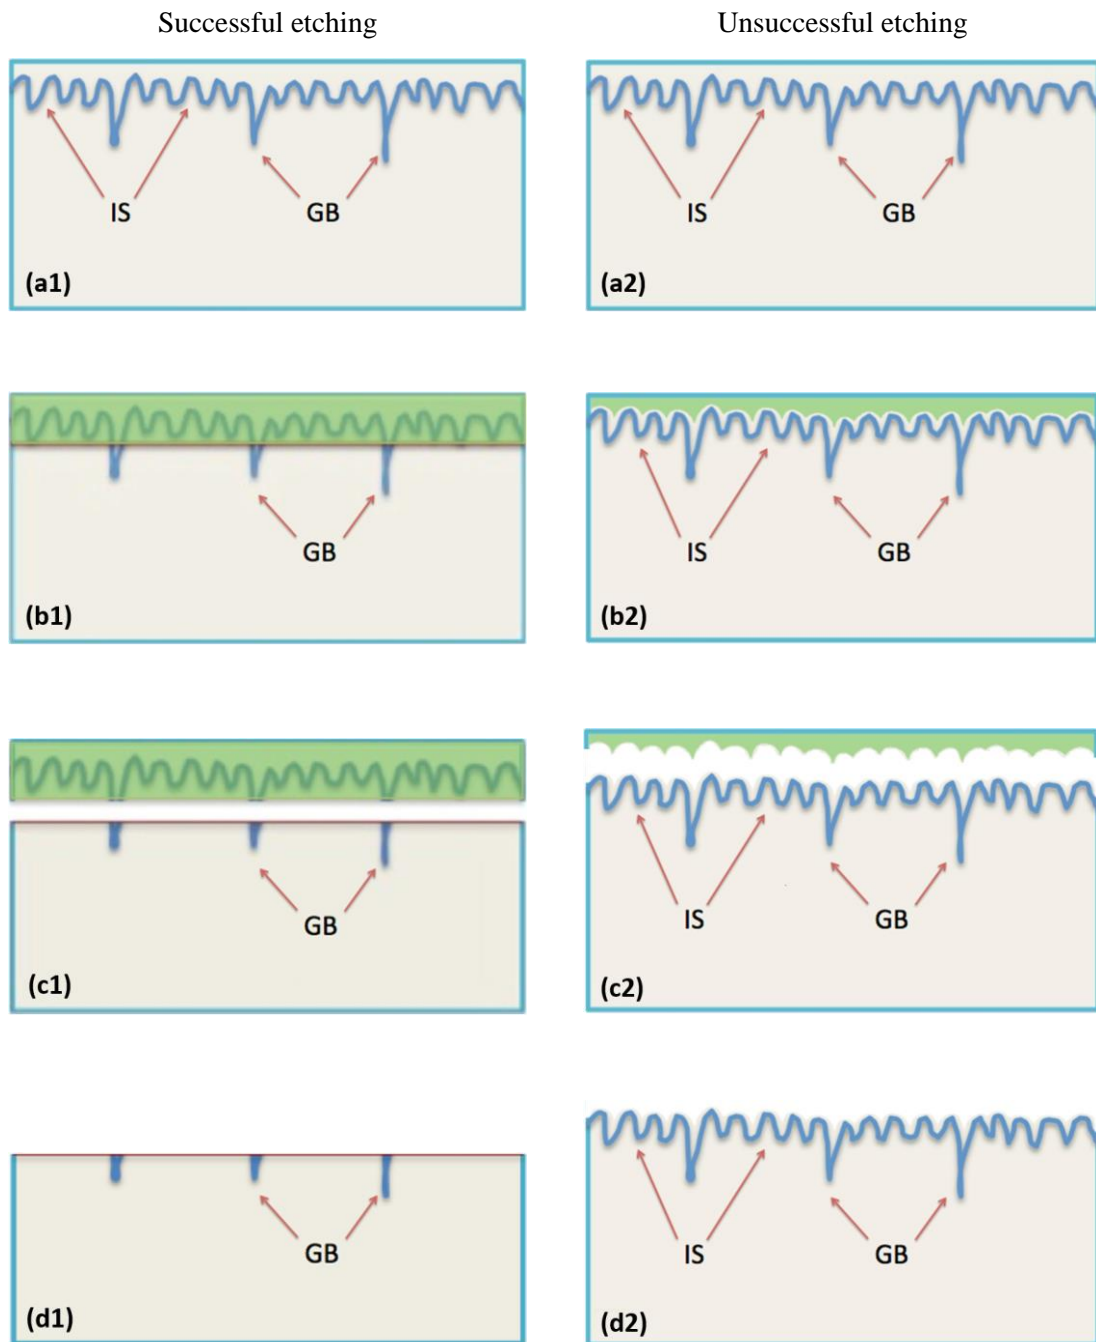 Successful etching
Unsuccessful etching
IS
GB
(a1)
IS
GB
(a2)
GB
(b1)
IS
GB
(b2)
GB
(c1)
IS
GB
(c2)
GB
(d1)
IS
GB
(d2)